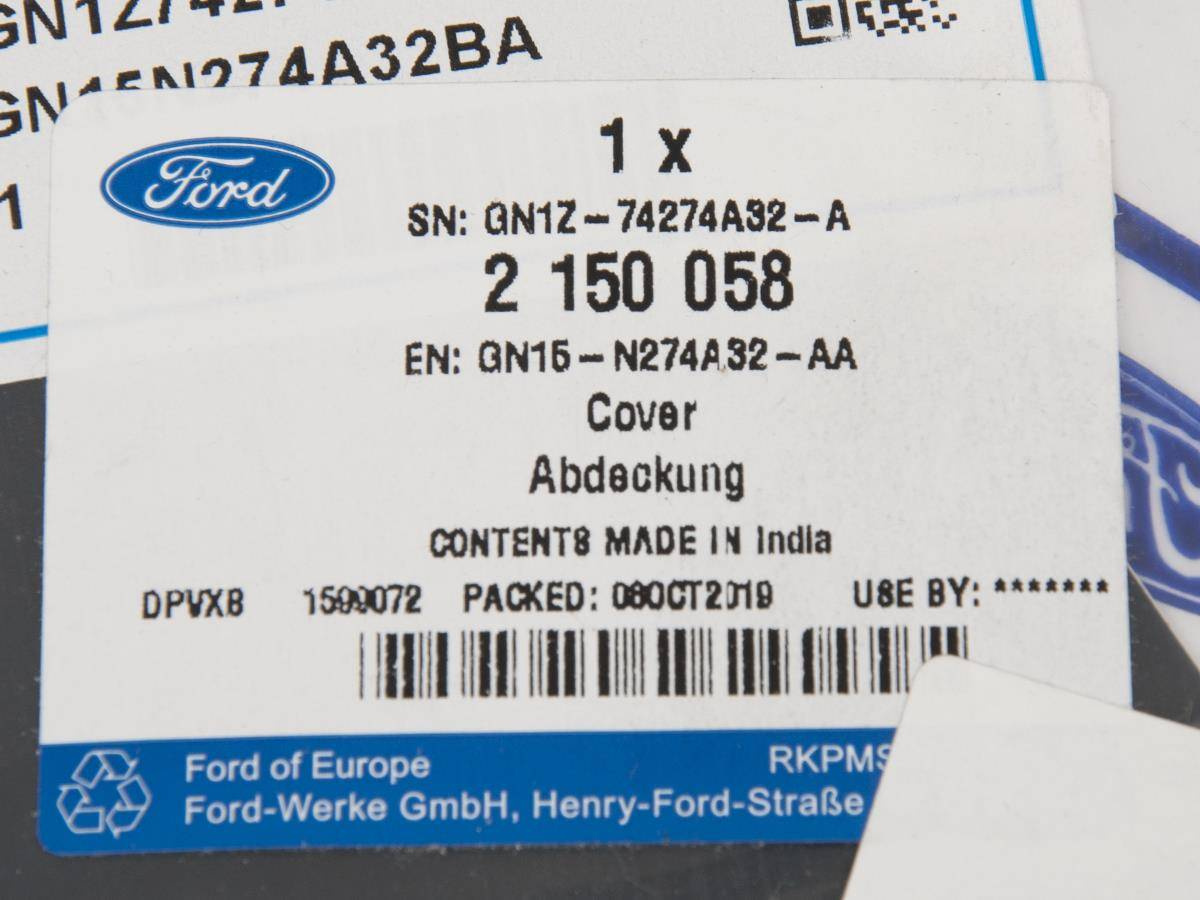 GN15N274A32BA
1
Ford
1 x
SN: GN1Z-74274A32-A
2 150 058
EN: GN15-N274A32-AA
Cover
Abdeckung
CONTENTS MADE IN India
DPVXB 1599072 PACKED: 08OCT2019 USE BY: *******
Ford of Europe RKPMS
Ford-Werke GmbH, Henry-Ford-Straße